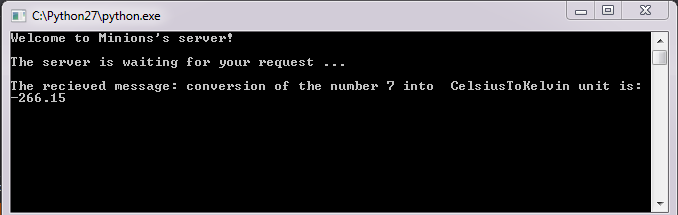 C:\Python27\python.exe
Welcome to Minions's server!
The server is waiting for your request ...
The recieved message: conversion of the number 7 into  CelsiusToKelvin unit is:
-266.15